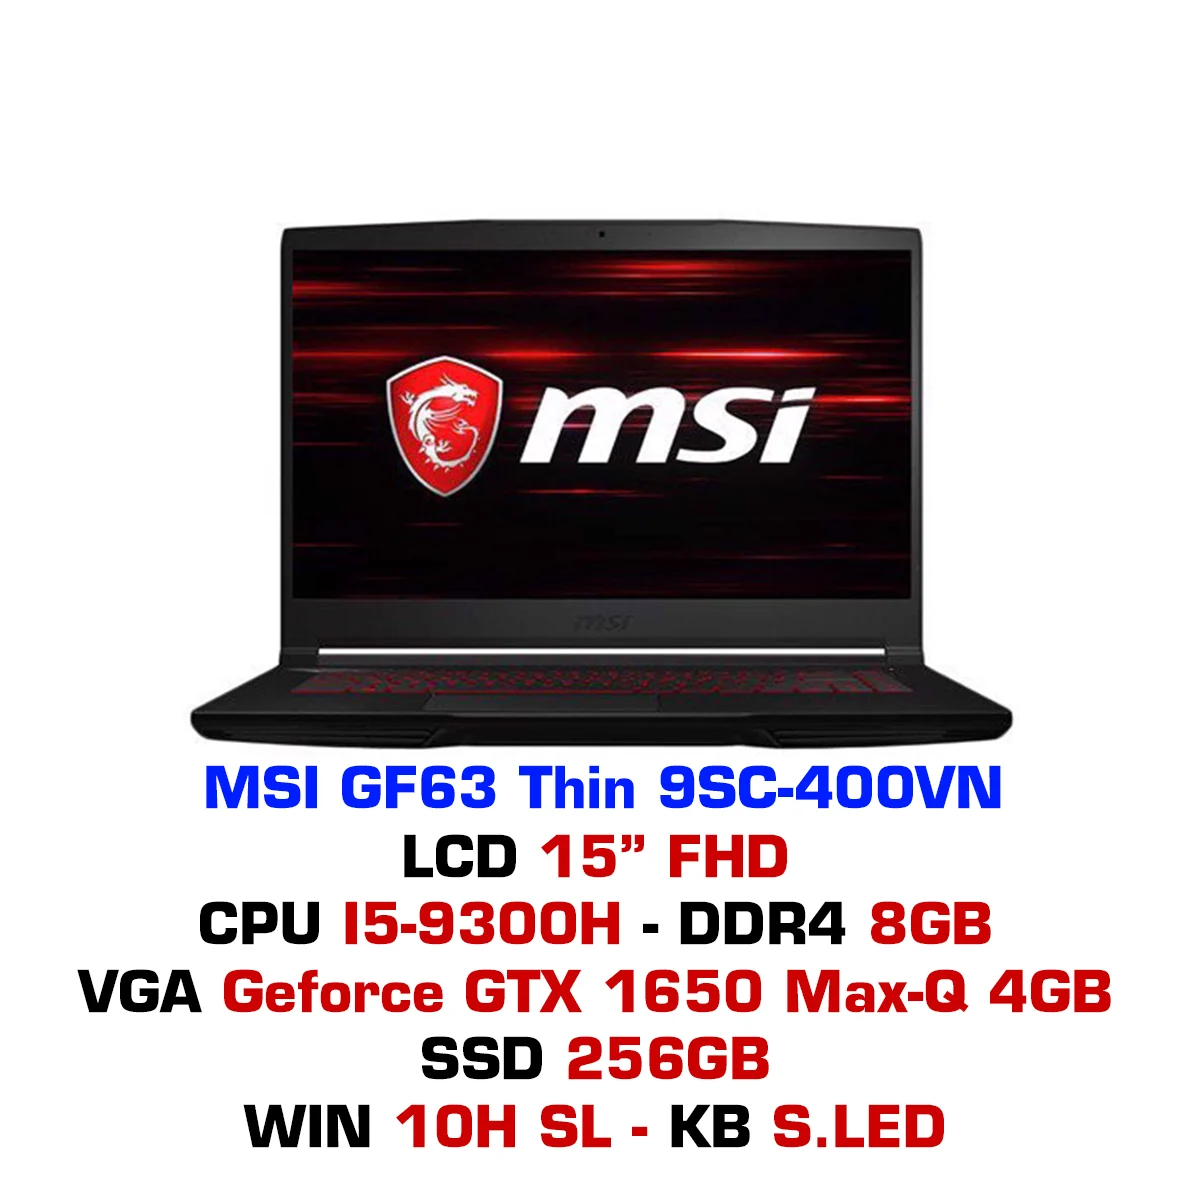 msi
msi
MSI GF63 Thin 9SC-400VN
LCD 15” FHD
CPU I5-9300H - DDR4 8GB
VGA Geforce GTX 1650 Max-Q 4GB
SSD 256GB
WIN 10H SL - KB S.LED